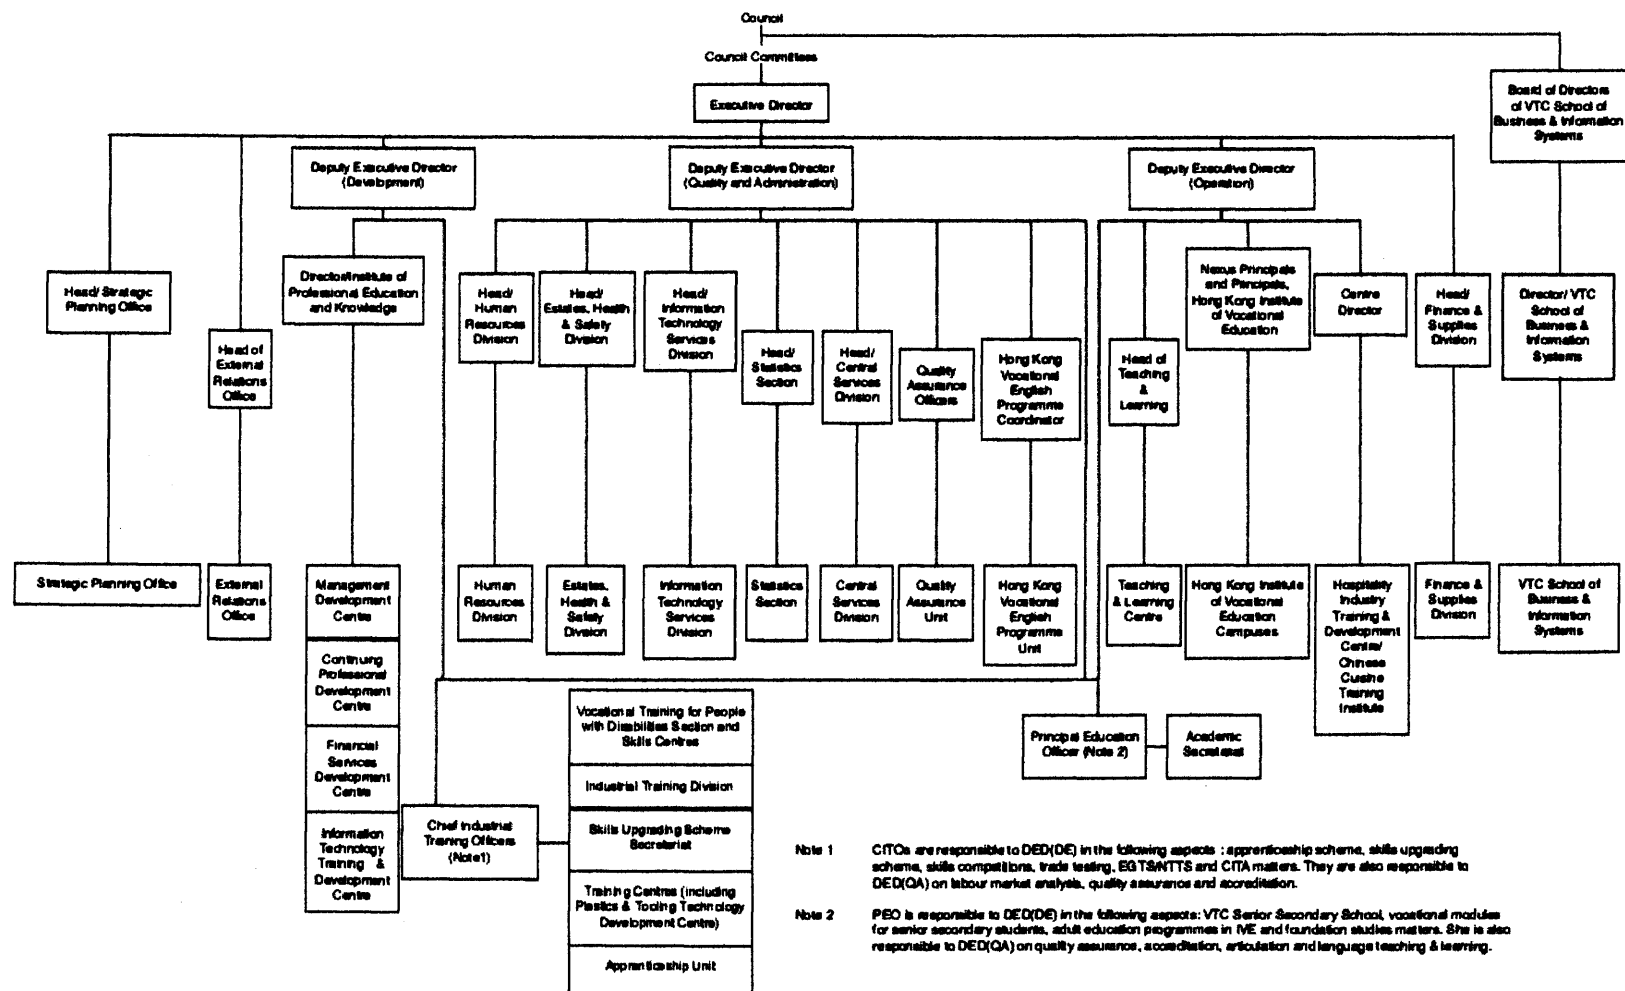 Council
Council Committees
Executive Director
Board of Directors
of VTC School of
Business & Information
Systems
Deputy Executive Director
(Development)
Deputy Executive Director
(Quality and Administration)
Deputy Executive Director
(Operation)
Head/ Strategic
Planning Office
Head of
External
Relations
Office
Director/Institute of
Professional Education
and Knowledge
Head/
Human
Resources
Division
Head/
Estates, Health
& Safety
Division
Head/
Information
Technology
Services
Division
Head/
Statistics
Section
Head/
Central
Services
Division
Quality
Assurance
Officers
Hong Kong
Vocational
English
Programme
Coordinator
Head of
Teaching
&
Learning
Nexus Principals
and Principals,
Hong Kong Institute
of Vocational
Education
Centre
Director
Head/
Finance &
Supplies
Division
Director/ VTC
School of
Business &
Information
Systems
Strategic Planning Office
External
Relations
Office
Management
Development
Centre
Continuing
Professional
Development
Centre
Financial
Services
Development
Centre
Information
Technology
Training &
Development
Centre
Human
Resources
Division
Estates,
Health &
Safety
Division
Information
Technology
Services
Division
Statistics
Section
Central
Services
Division
Quality
Assurance
Unit
Hong Kong
Vocational
English
Programme
Unit
Teaching
& Learning
Centre
Hong Kong Institute
of Vocational
Education
Campuses
Hospitality
Industry
Training &
Development
Centre/
Chinese
Cuisine
Training
Institute
Finance &
Supplies
Division
VTC School of
Business &
Information
Systems
Chief Industrial
Training Officers
(Note1)
Vocational Training for People
with Disabilities Section and
Skills Centres
Industrial Training Division
Skills Upgrading Scheme
Secretariat
Training Centres (including
Plastics & Tooling Technology
Development Centre)
Apprenticeship Unit
Principal Education
Officer (Note 2)
Academic
Secretariat
Note 1 CITOs are responsible to DED(DE) in the following aspects : apprenticeship scheme, skills upgrading
scheme, skills competitions, trade testing, EGTS/NTTS and CITA matters. They are also responsible to
DED(QA) on labour market analysis, quality assurance and accreditation.
Note 2 PEO is responsible to DED(DE) in the following aspects: VTC Senior Secondary School, vocational modules
for senior secondary students, adult education programmes in IVE and foundation studies matters. She is also
responsible to DED(QA) on quality assurance, accreditation, articulation and language teaching & learning.